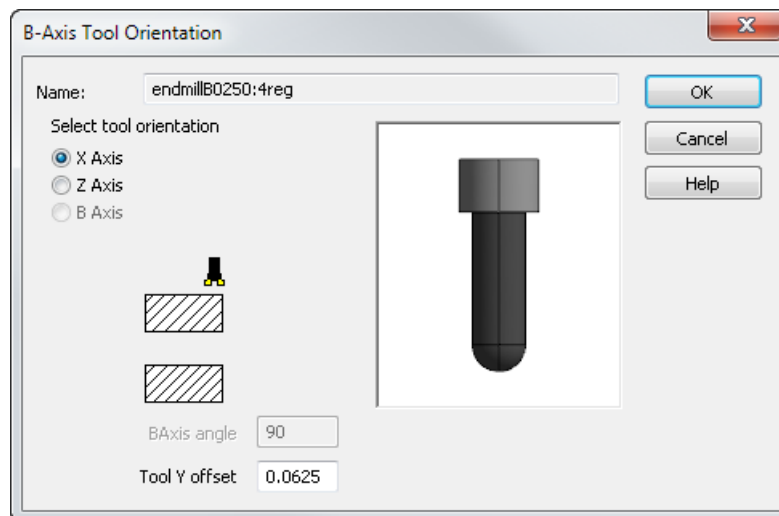 B-Axis Tool Orientation
Name: endmillB0250:4reg
OK
Select tool orientation
Cancel
X Axis
Help
Z Axis
B Axis
BAxis angle 90
Tool Y offset 0.0625